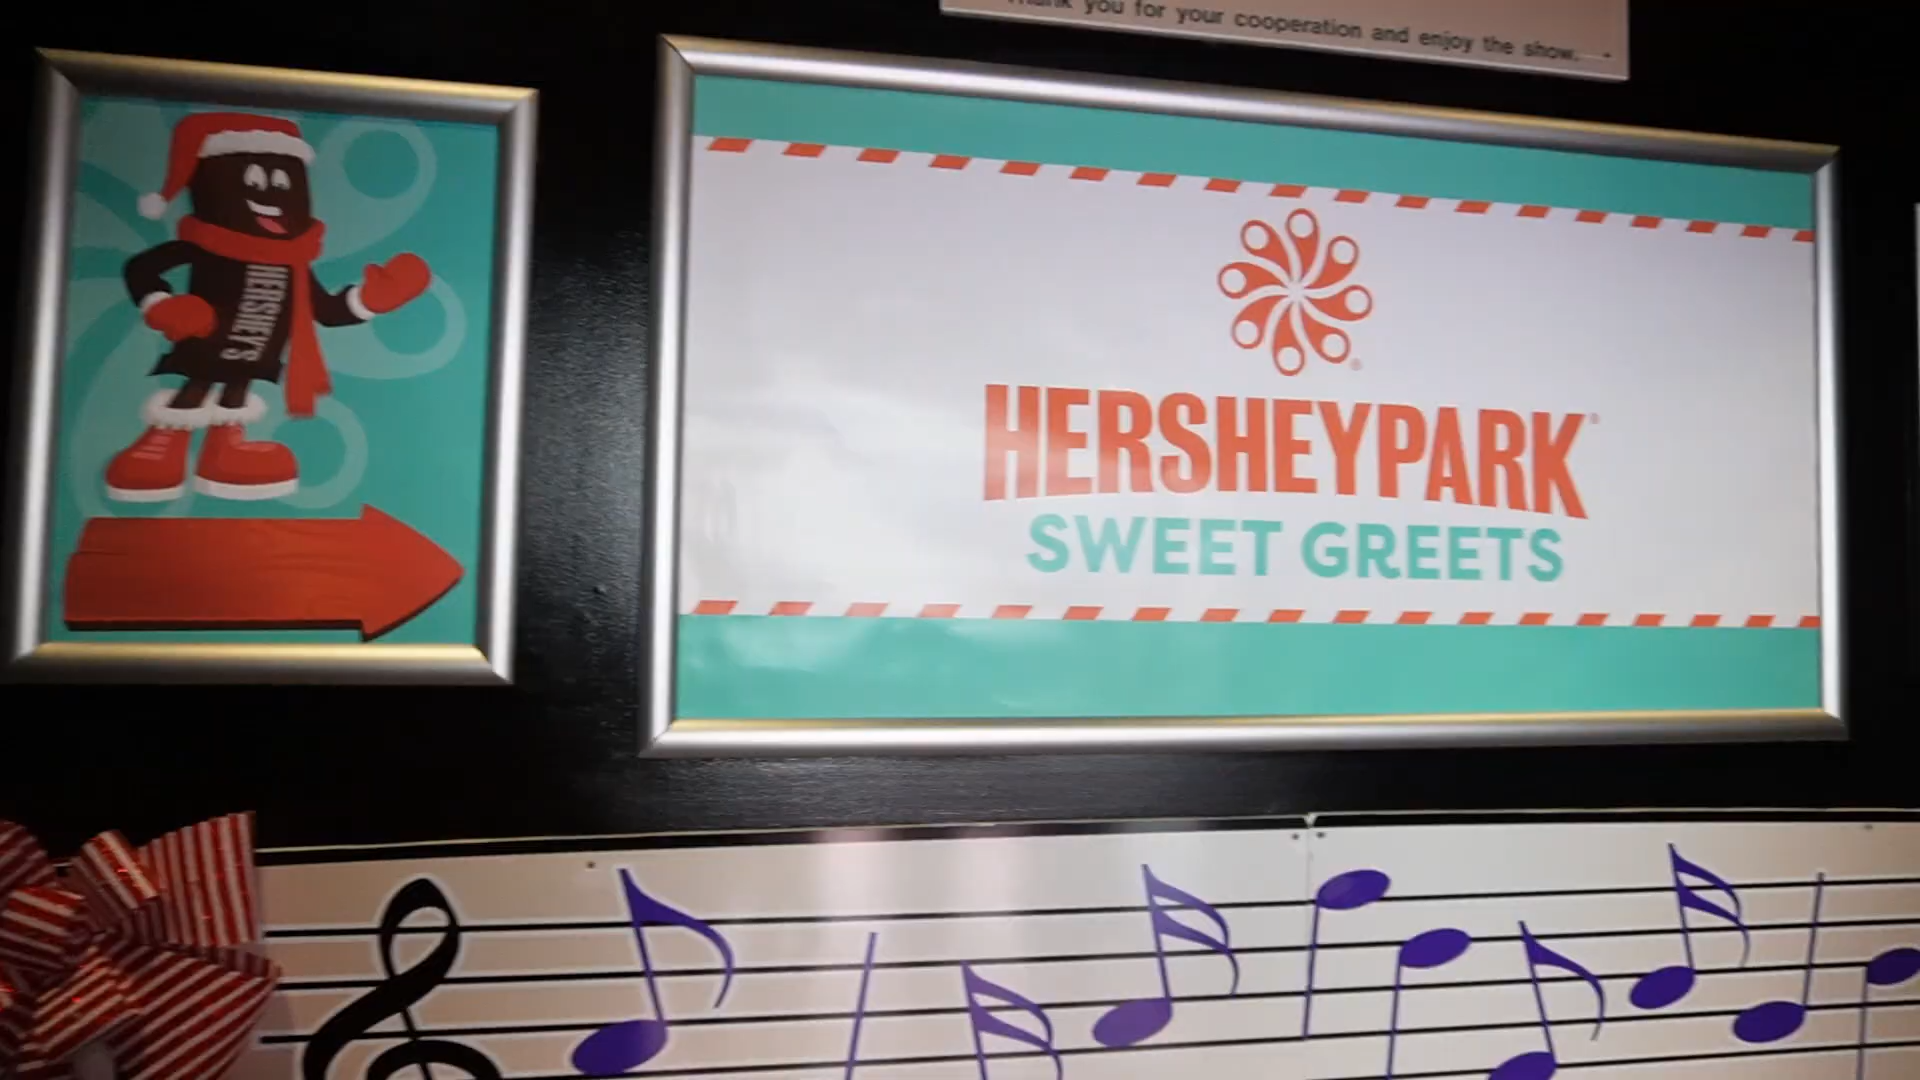 Thank you for your cooperation and enjoy the show.
HERSHEY'S
HERSHEYPARK®
SWEET GREETS